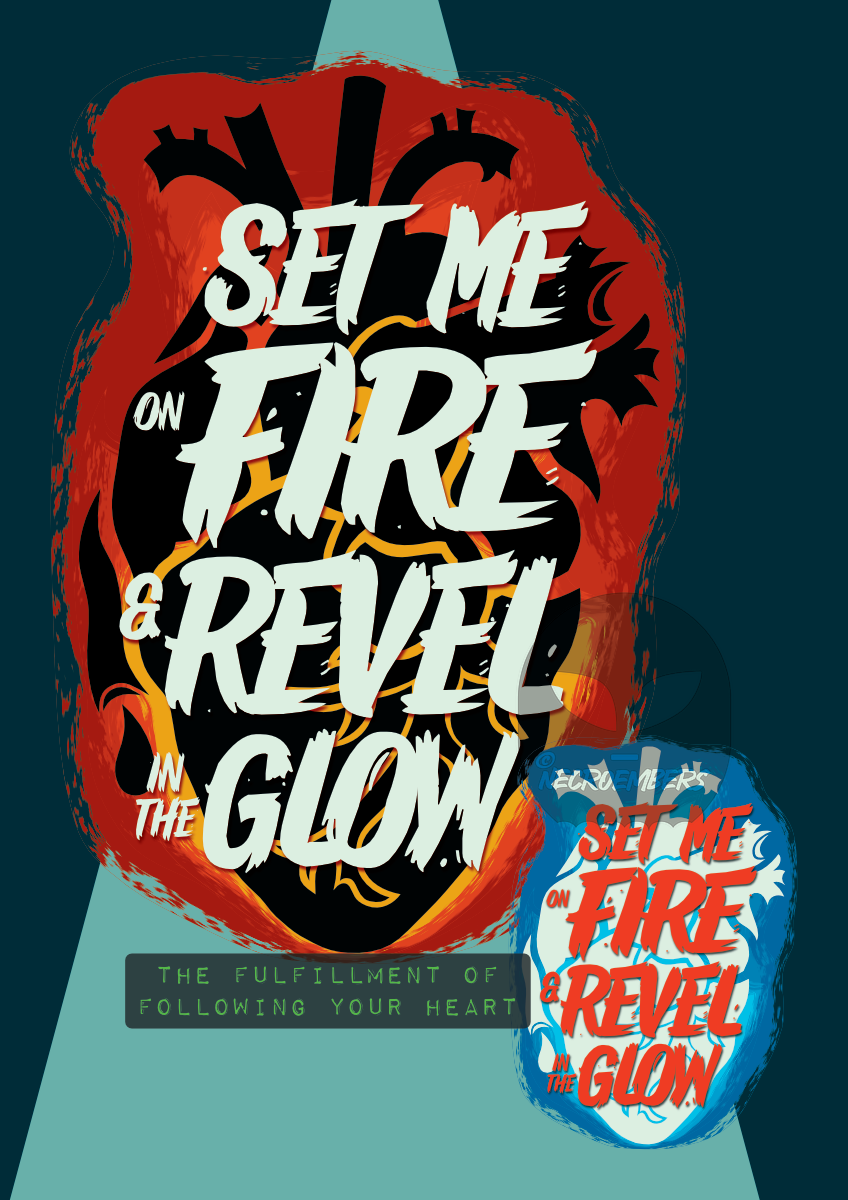 SET ME
ON FIRE
& REVEL
IN THE GLOW
THE FULFILLMENT OF
FOLLOWING YOUR HEART
©
NECROEMBERS
SET ME
ON FIRE
& REVEL
IN THE GLOW